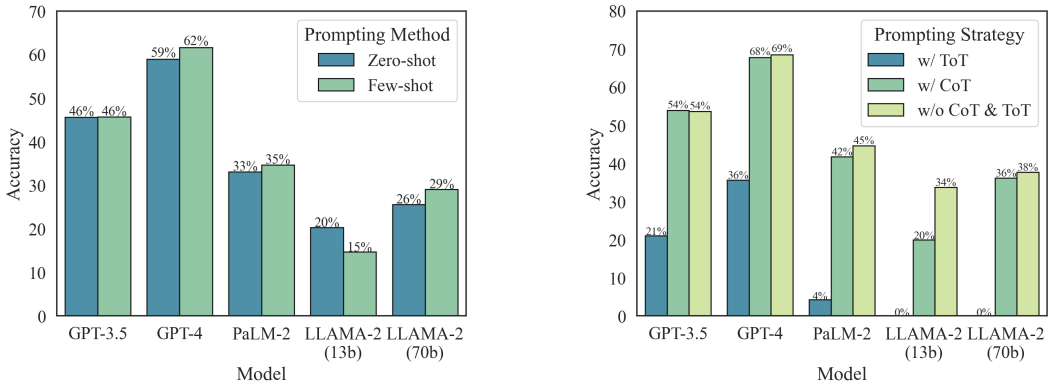 70
60
50
40
30
20
10
0
Accuracy
Prompting Method
Zero-shot
Few-shot
46% 46%
59% 62%
33% 35%
20% 15%
26% 29%
GPT-3.5 GPT-4 PaLM-2 LLAMA-2 LLAMA-2
(13b) (70b)
Model
80
70
60
50
40
30
20
10
0
Accuracy
Prompting Strategy
w/ ToT
w/ CoT
w/o CoT & ToT
21% 54% 54%
36% 68% 69%
4% 42% 45%
0% 20% 34%
0% 36% 38%
GPT-3.5 GPT-4 PaLM-2 LLAMA-2 LLAMA-2
(13b) (70b)
Model